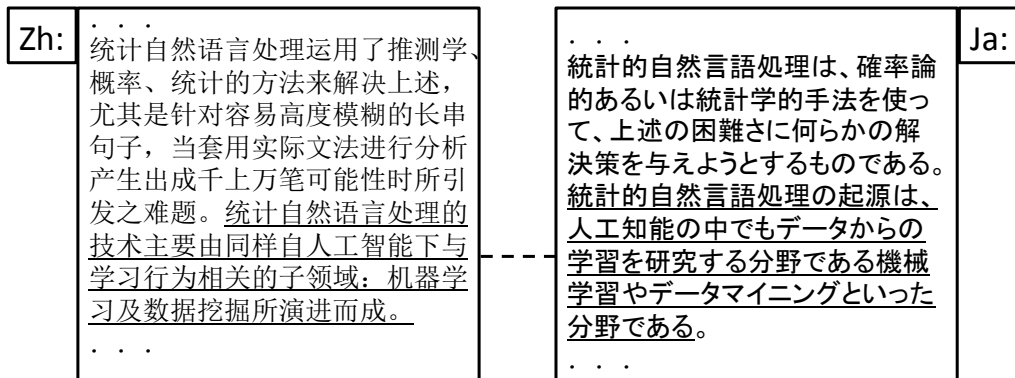 Zh:
. . .
统计自然语言处理运用了推测学、
概率、统计的方法来解决上述，
尤其是针对容易高度模糊的长串
句子，当套用实际文法进行分析
产生出成千上万笔可能性时所引
发之难题。统计自然语言处理的
技术主要由同样自人工智能下与
学习行为相关的子领域：机器学
习及数据挖掘所演进而成。
. . .
Ja:
. . .
統計的自然言語処理は、確率論
的あるいは統計学的手法を使っ
て、上述の困難さに何らかの解
決策を与えようとするものである。
統計的自然言語処理の起源は、
人工知能の中でもデータからの
学習を研究する分野である機械
学習やデータマイニングといった
分野である。
. . .